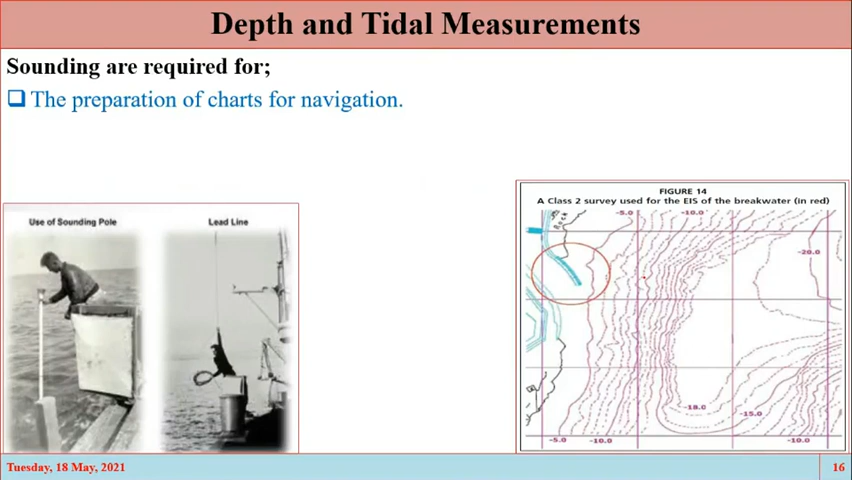 Depth and Tidal Measurements
Sounding are required for;
The preparation of charts for navigation.
Use of Sounding Pole
Lead Line
FIGURE 14
A Class 2 survey used for the EIS of the breakwater (in red)
-5.0
-10.0
ROCK
-20.0
-18.0
-15.0
-5.0
-10.0
-10.0
Tuesday, 18 May, 2021
16